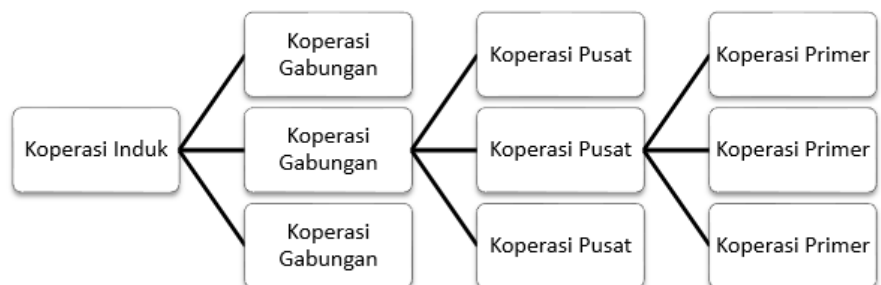 Koperasi Induk
Koperasi
Gabungan
Koperasi
Gabungan
Koperasi
Gabungan
Koperasi Pusat
Koperasi Pusat
Koperasi Pusat
Koperasi Primer
Koperasi Primer
Koperasi Primer